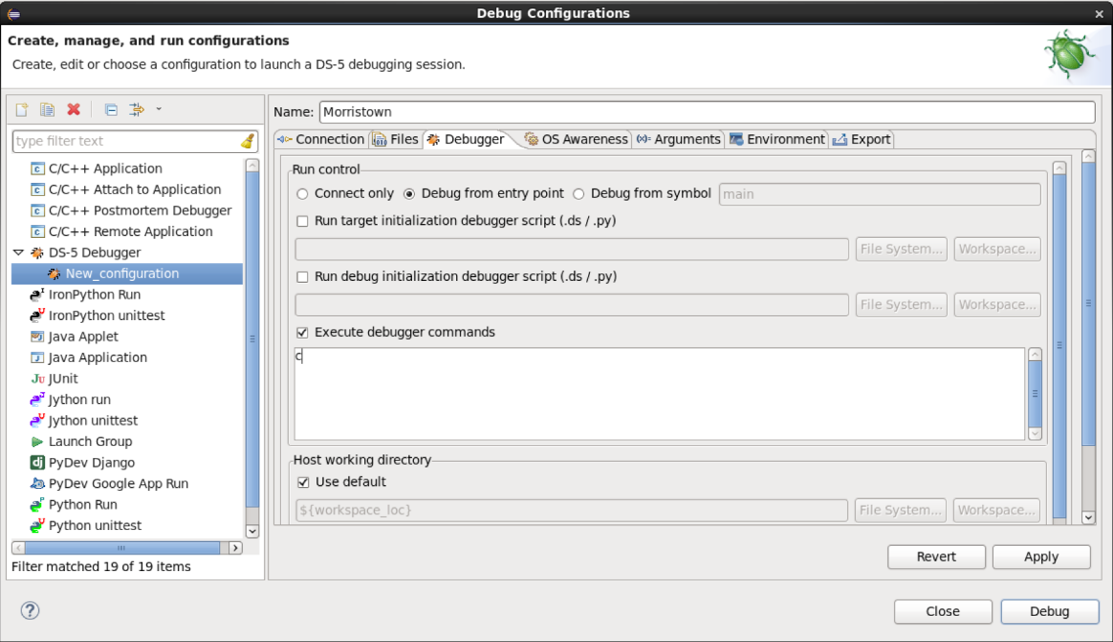 Debug Configurations
Create, manage, and run configurations
Create, edit or choose a configuration to launch a DS-5 debugging session.
type filter text
C/C++ Application
C/C++ Attach to Application
C/C++ Postmortem Debugger
C/C++ Remote Application
DS-5 Debugger
New_configuration
IronPython Run
IronPython unittest
Java Applet
Java Application
JUnit
Jython run
Jython unittest
Launch Group
PyDev Django
PyDev Google App Run
Python Run
Python unittest
Filter matched 19 of 19 items
Name: Morristown
Connection Files Debugger OS Awareness Arguments Environment Export
Run control
Connect only Debug from entry point Debug from symbol main
Run target initialization debugger script (.ds / .py)
File System... Workspace...
Run debug initialization debugger script (.ds / .py)
File System... Workspace...
Execute debugger commands
c
Host working directory
Use default
${workspace_loc} File System... Workspace...
Revert Apply
Close Debug